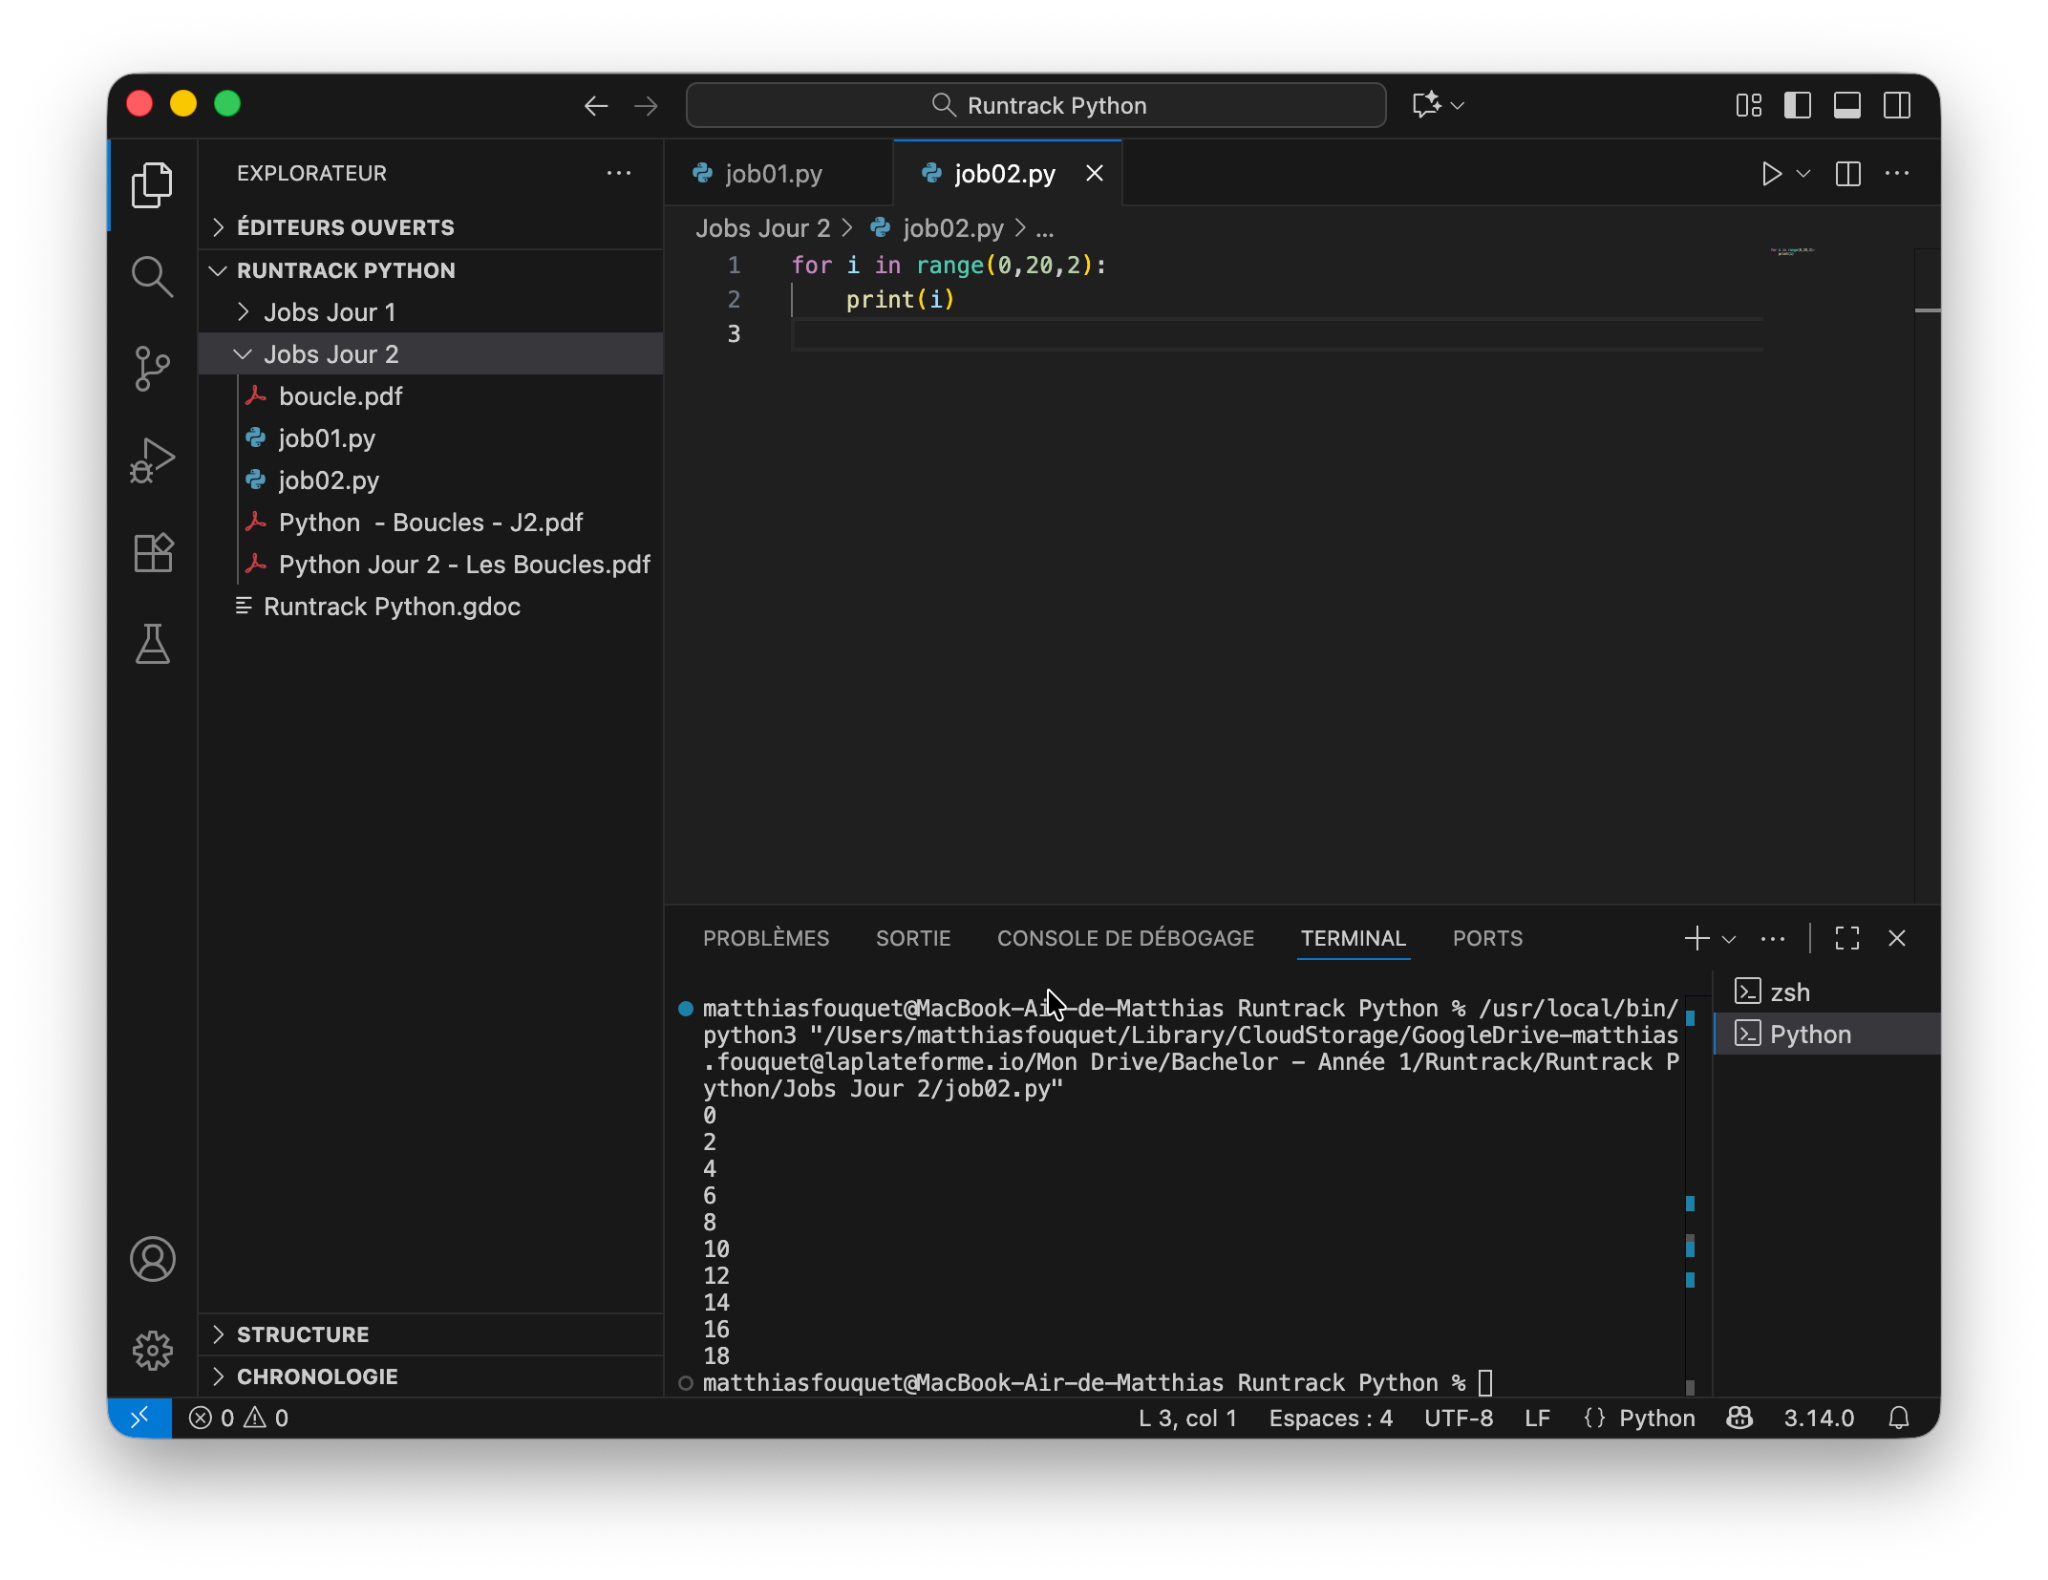 Runtrack Python
EXPLORATEUR
ÉDITEURS OUVERTS
RUNTRACK PYTHON
Jobs Jour 1
Jobs Jour 2
boucle.pdf
job01.py
job02.py
Python  - Boucles - J2.pdf
Python Jour 2 - Les Boucles.pdf
Runtrack Python.gdoc
STRUCTURE
CHRONOLOGIE
job01.py
job02.py
Jobs Jour 2 > job02.py > ...
1 for i in range(0,20,2):
2     print(i)
3
PROBLÈMES SORTIE CONSOLE DE DÉBOGAGE TERMINAL PORTS
matthiasfouquet@MacBook-Air-de-Matthias Runtrack Python % /usr/local/bin/
python3 "/Users/matthiasfouquet/Library/CloudStorage/GoogleDrive-matthias
.fouquet@laplateforme.io/Mon Drive/Bachelor - Année 1/Runtrack/Runtrack P
ython/Jobs Jour 2/job02.py"
0
2
4
6
8
10
12
14
16
18
matthiasfouquet@MacBook-Air-de-Matthias Runtrack Python %
zsh
Python
0 0
L 3, col 1 Espaces : 4 UTF-8 LF {} Python 3.14.0